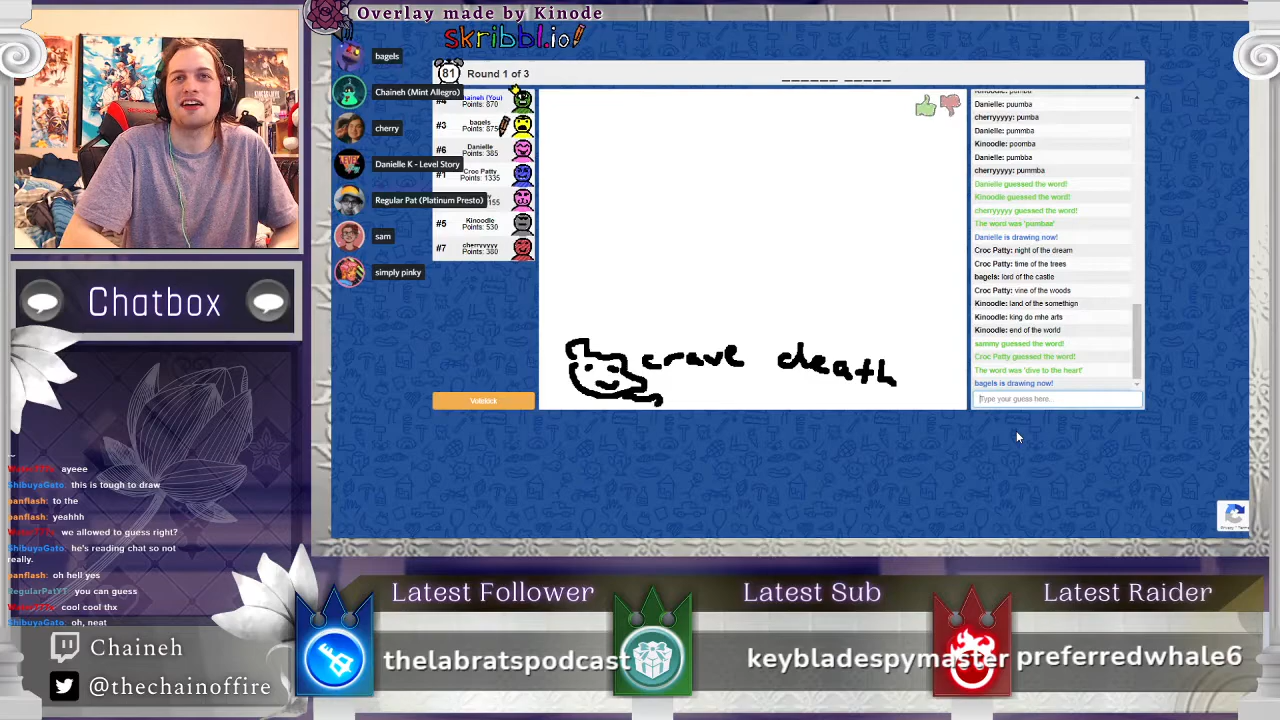 Overlay made by Kinode
skribbl.io
bagels
Chaineh (Mint Allegro)
cherry
Danielle K - Level Story
Regular Pat (Platinum Presto)
sam
simply pinky
81
Round 1 of 3
______ _____
Chaineh (You)
Points: 870
#3
bagels
Points: 875
#6
Danielle
Points: 385
#1
Croc Patty
Points: 1335
#5
Kinoodle
Points: 530
#7
cherryyyyy
Points: 380
Votekick
crave death
Danielle: puumba
cherryyyyy: pumba
Danielle: pummba
Kinoodle: poomba
Danielle: pumbba
cherryyyyy: pummba
Danielle guessed the word!
Kinoodle guessed the word!
cherryyyyy guessed the word!
The word was 'pumbaa'
Danielle is drawing now!
Croc Patty: night of the dream
Croc Patty: time of the trees
bagels: lord of the castle
Croc Patty: vine of the woods
Kinoodle: land of the somethign
Kinoodle: king do mhe arts
Kinoodle: end of the world
sammy guessed the word!
Croc Patty guessed the word!
The word was 'dive to the heart'
bagels is drawing now!
Type your guess here...
Chatbox
ayeee
ShibuyaGato: this is tough to draw
panflash: to the
panflash: yeahhh
we allowed to guess right?
ShibuyaGato: he's reading chat so not
really.
panflash: oh hell yes
RegularPatYT: you can guess
cool cool thx
ShibuyaGato: oh, neat
Chaineh
@thechainoffire
Latest Follower
thelabratspodcast
Latest Sub
keybladespymaster
Latest Raider
preferredwhale6